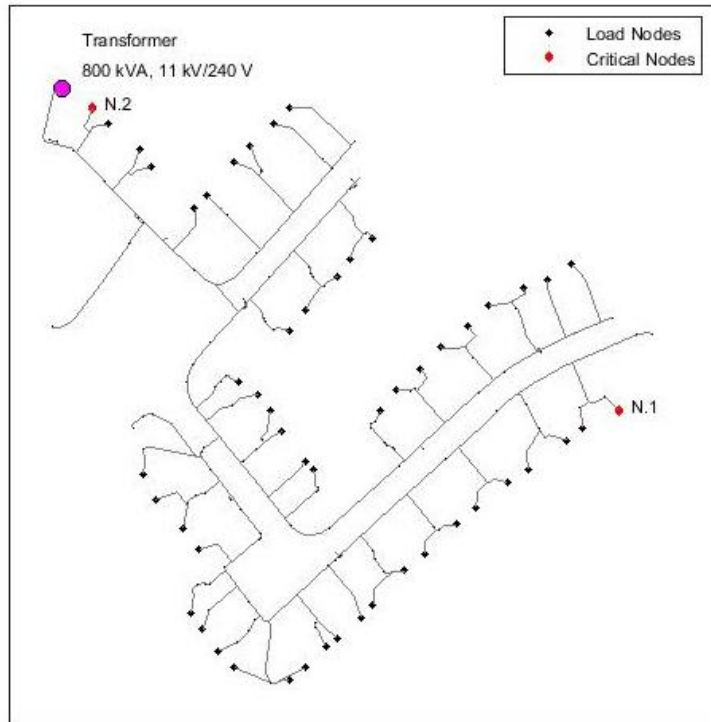 Transformer
800 kVA, 11 kV/240 V
Load Nodes
Critical Nodes
N.2
N.1